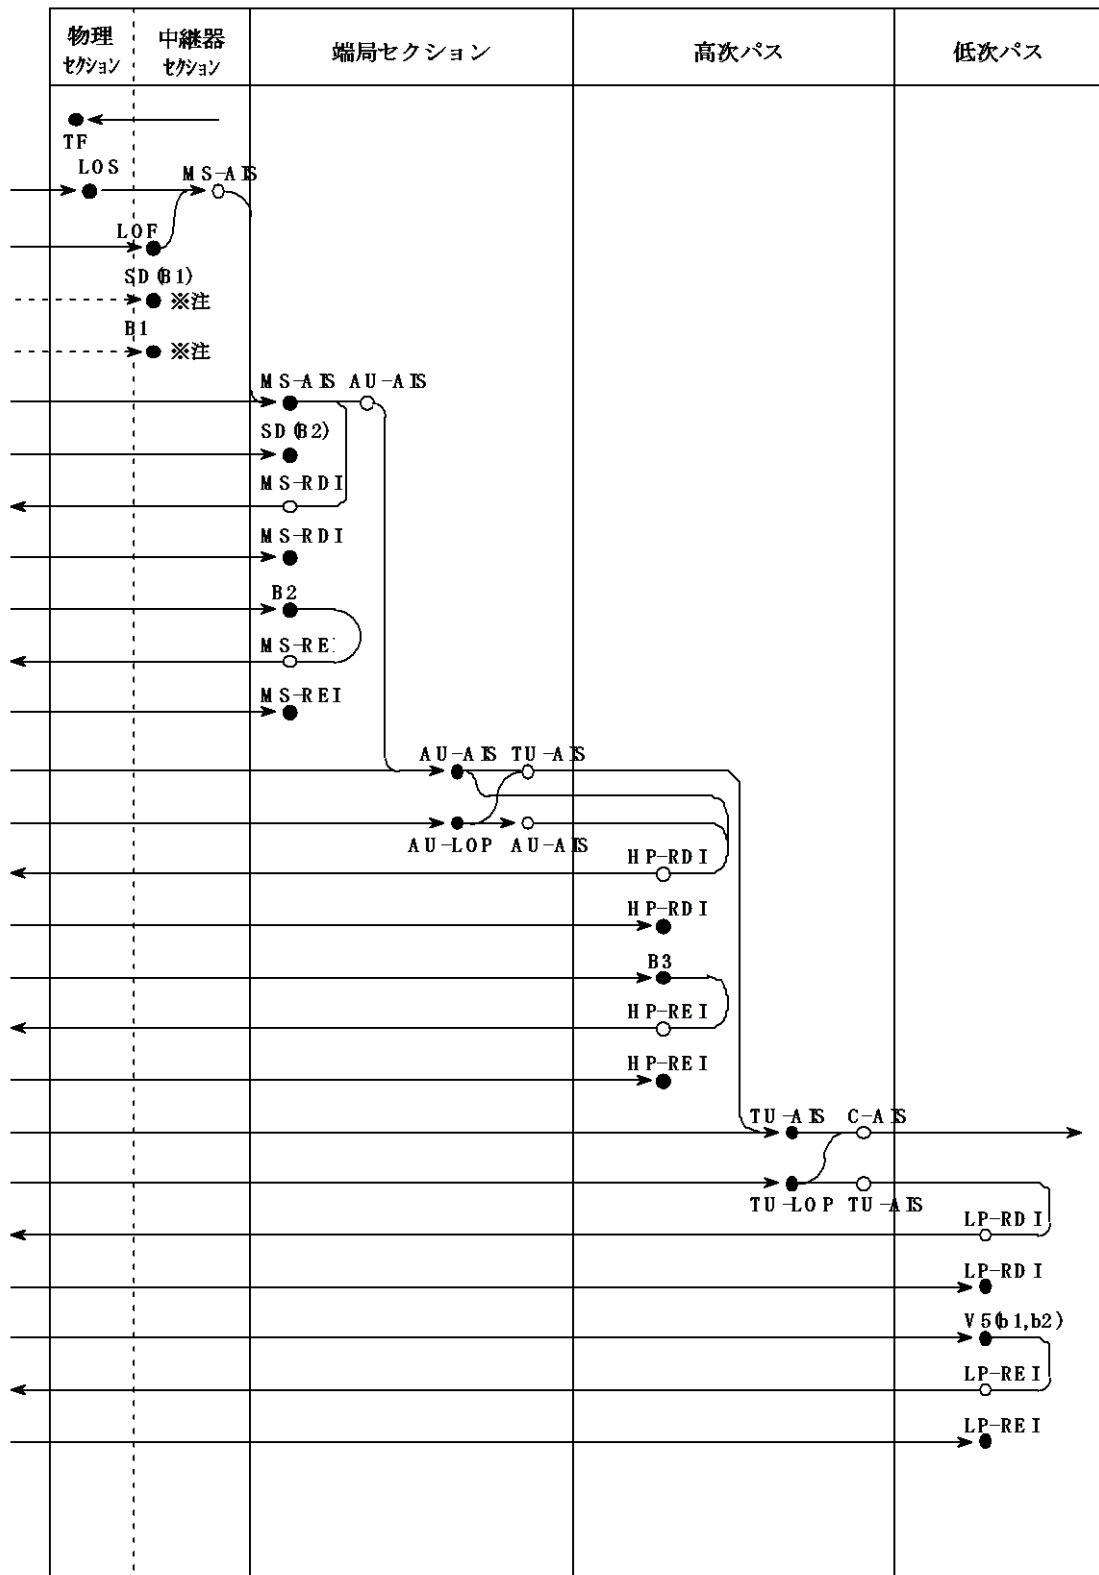 物理
セクション
中継器
セクション
端局セクション
高次パス
低次パス
TF
LOS
MS-AIS
LOF
SD(B1)
※注
B1
※注
MS-AIS AU-AIS
SD(B2)
MS-RDI
MS-RDI
B2
MS-REI
MS-REI
AU-AIS TU-AIS
AU-LOP AU-AIS
HP-RDI
HP-RDI
B3
HP-REI
HP-REI
TU-AIS C-AIS
TU-LOP TU-AIS
LP-RDI
LP-RDI
V5(b1,b2)
LP-REI
LP-REI